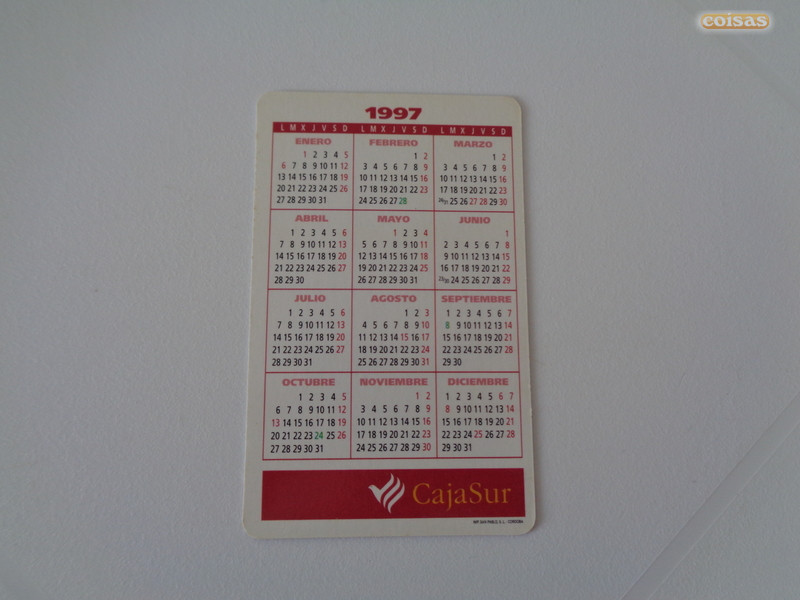 coisas
1997
L M X J V S D L M X J V S D L M X J V S D
ENERO
1 2 3 4 5
6 7 8 9 10 11 12
13 14 15 16 17 18 19
20 21 22 23 24 25 26
27 28 29 30 31
FEBRERO
1 2
3 4 5 6 7 8 9
10 11 12 13 14 15 16
17 18 19 20 21 22 23
24 25 26 27 28
MARZO
1 2
3 4 5 6 7 8 9
10 11 12 13 14 15 16
17 18 19 20 21 22 23
24/31 25 26 27 28 29 30
ABRIL
1 2 3 4 5 6
7 8 9 10 11 12 13
14 15 16 17 18 19 20
21 22 23 24 25 26 27
28 29 30
MAYO
1 2 3 4
5 6 7 8 9 10 11
12 13 14 15 16 17 18
19 20 21 22 23 24 25
26 27 28 29 30 31
JUNIO
1
2 3 4 5 6 7 8
9 10 11 12 13 14 15
16 17 18 19 20 21 22
23/30 24 25 26 27 28 29
JULIO
1 2 3 4 5 6
7 8 9 10 11 12 13
14 15 16 17 18 19 20
21 22 23 24 25 26 27
28 29 30 31
AGOSTO
1 2 3
4 5 6 7 8 9 10
11 12 13 14 15 16 17
18 19 20 21 22 23 24
25 26 27 28 29 30 31
SEPTIEMBRE
1 2 3 4 5 6 7
8 9 10 11 12 13 14
15 16 17 18 19 20 21
22 23 24 25 26 27 28
29 30
OCTUBRE
1 2 3 4 5
6 7 8 9 10 11 12
13 14 15 16 17 18 19
20 21 22 23 24 25 26
27 28 29 30 31
NOVIEMBRE
1 2
3 4 5 6 7 8 9
10 11 12 13 14 15 16
17 18 19 20 21 22 23
24 25 26 27 28 29 30
DICIEMBRE
1 2 3 4 5 6 7
8 9 10 11 12 13 14
15 16 17 18 19 20 21
22 23 24 25 26 27 28
29 30 31
CajaSur